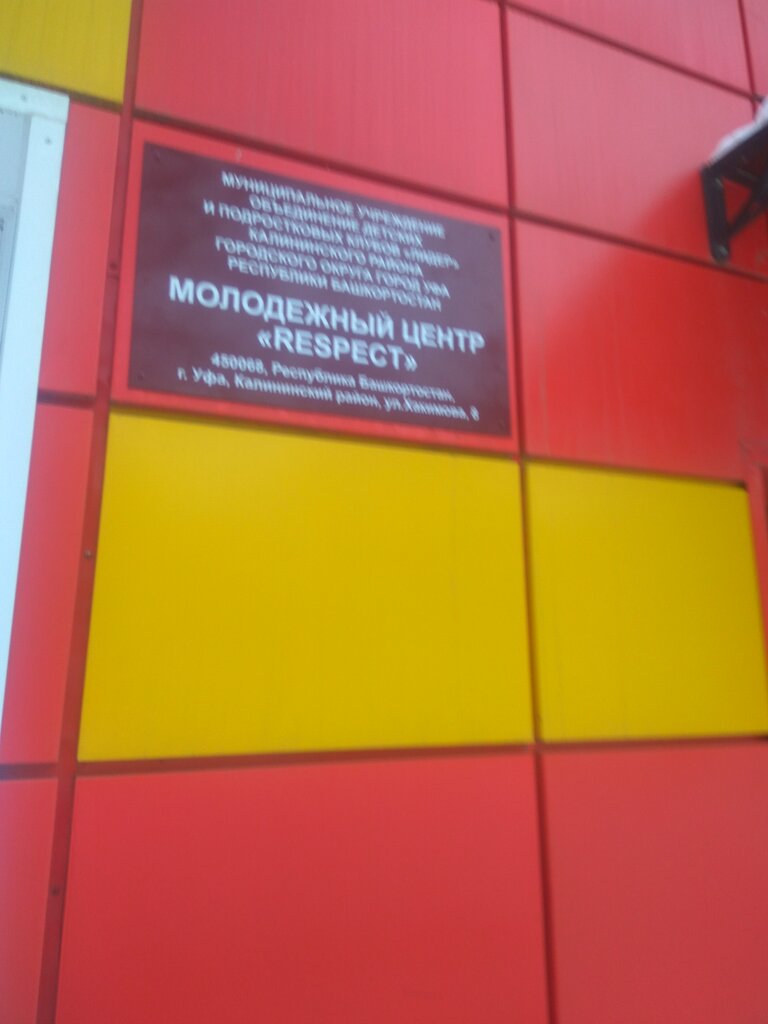 МУНИЦИПАЛЬНОЕ УЧРЕЖДЕНИЕ
ОБЪЕДИНЕНИЕ ДЕТСКИХ
И ПОДРОСТКОВЫХ КЛУБОВ «ЛИДЕР»
КАЛИНИНСКОГО РАЙОНА
ГОРОДСКОГО ОКРУГА ГОРОД УФА
РЕСПУБЛИКИ БАШКОРТОСТАН
МОЛОДЕЖНЫЙ ЦЕНТР
«RESPECT»
450068, Республика Башкортостан,
г. Уфа, Калининский район, ул.Хакимова, 8